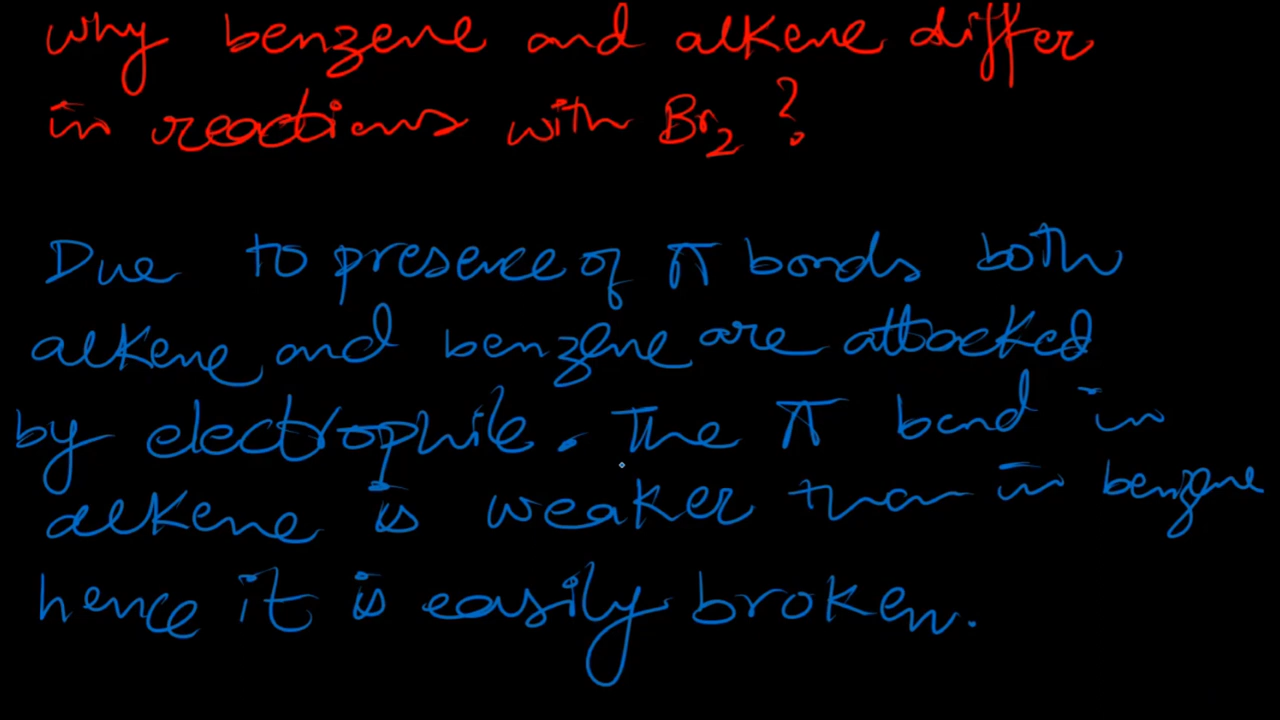 why benzene and alkene differ
in reactions with Br₂ ?
Due to presence of π bonds both
alkene and benzene are attacked
by electrophile. The π bond in
alkene is weaker than in benzene
hence it is easily broken.